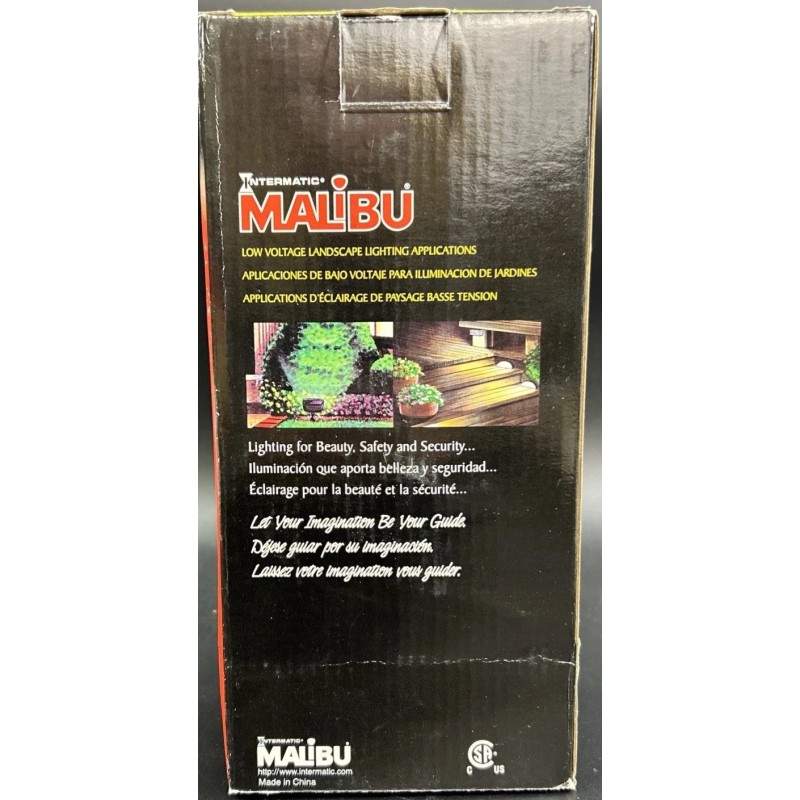 INTERMATIC®
MALiBU®
LOW VOLTAGE LANDSCAPE LIGHTING APPLICATIONS
APLICACIONES DE BAJO VOLTAJE PARA ILUMINACION DE JARDINES
APPLICATIONS D'ÉCLAIRAGE DE PAYSAGE BASSE TENSION
Lighting for Beauty, Safety and Security...
Iluminación que aporta belleza y seguridad...
Éclairage pour la beauté et la sécurité...
Let Your Imagination Be Your Guide.
Déjese guiar por su imaginación.
Laissez votre imagination vous guider.
INTERMATIC®
MALiBU®
http://www.intermatic.com
Made in China
SA®
C US